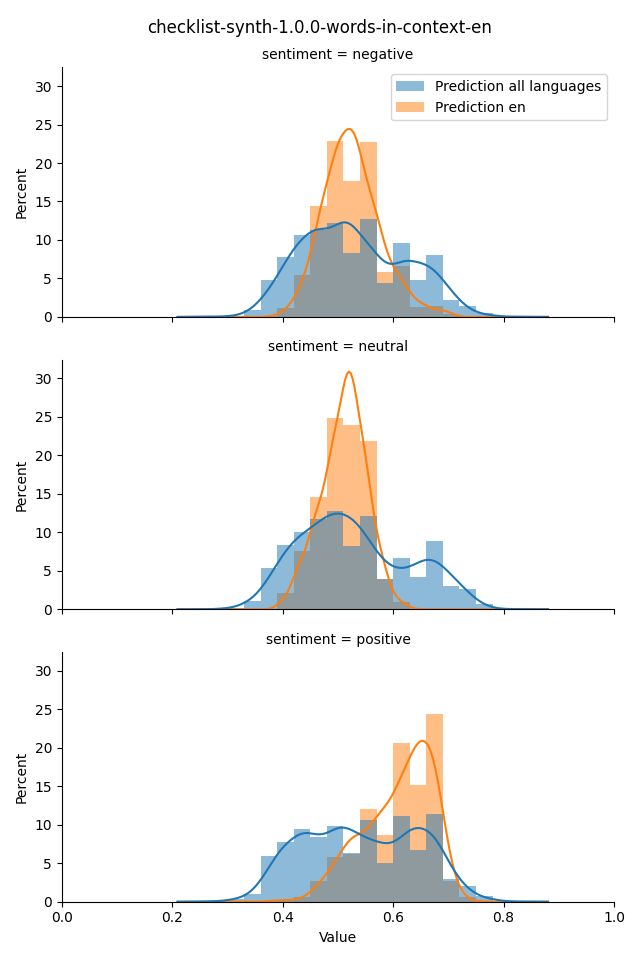 checklist-synth-1.0.0-words-in-context-en
sentiment = negative
30
25
20
15
10
5
0
Percent
Prediction all languages
Prediction en
sentiment = neutral
30
25
20
15
10
5
0
Percent
sentiment = positive
30
25
20
15
10
5
0
Percent
0.0 0.2 0.4 0.6 0.8 1.0
Value